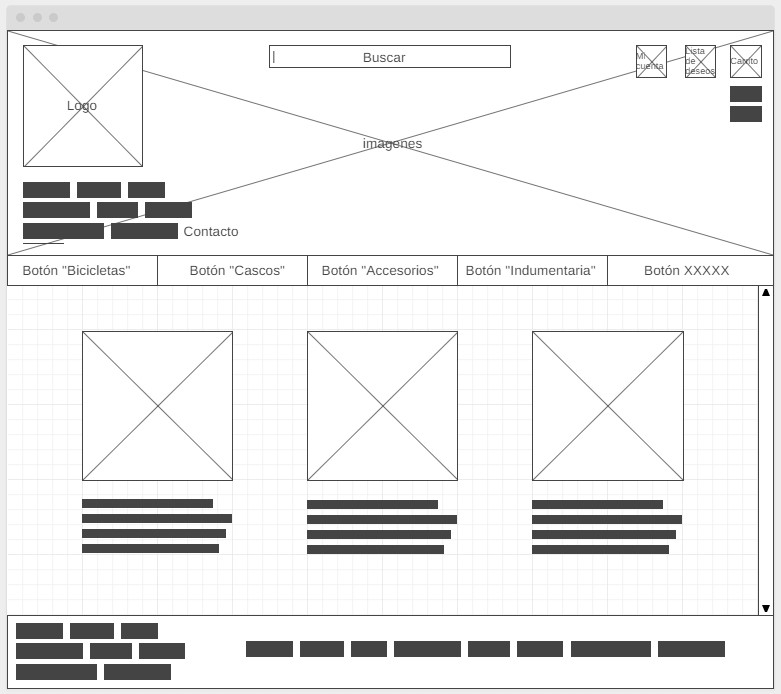 Buscar
Mi
cuenta
Lista
de
deseos
Carrito
Logo
imagenes
Contacto
Botón "Bicicletas"
Botón "Cascos"
Botón "Accesorios"
Botón "Indumentaria"
Botón XXXXX